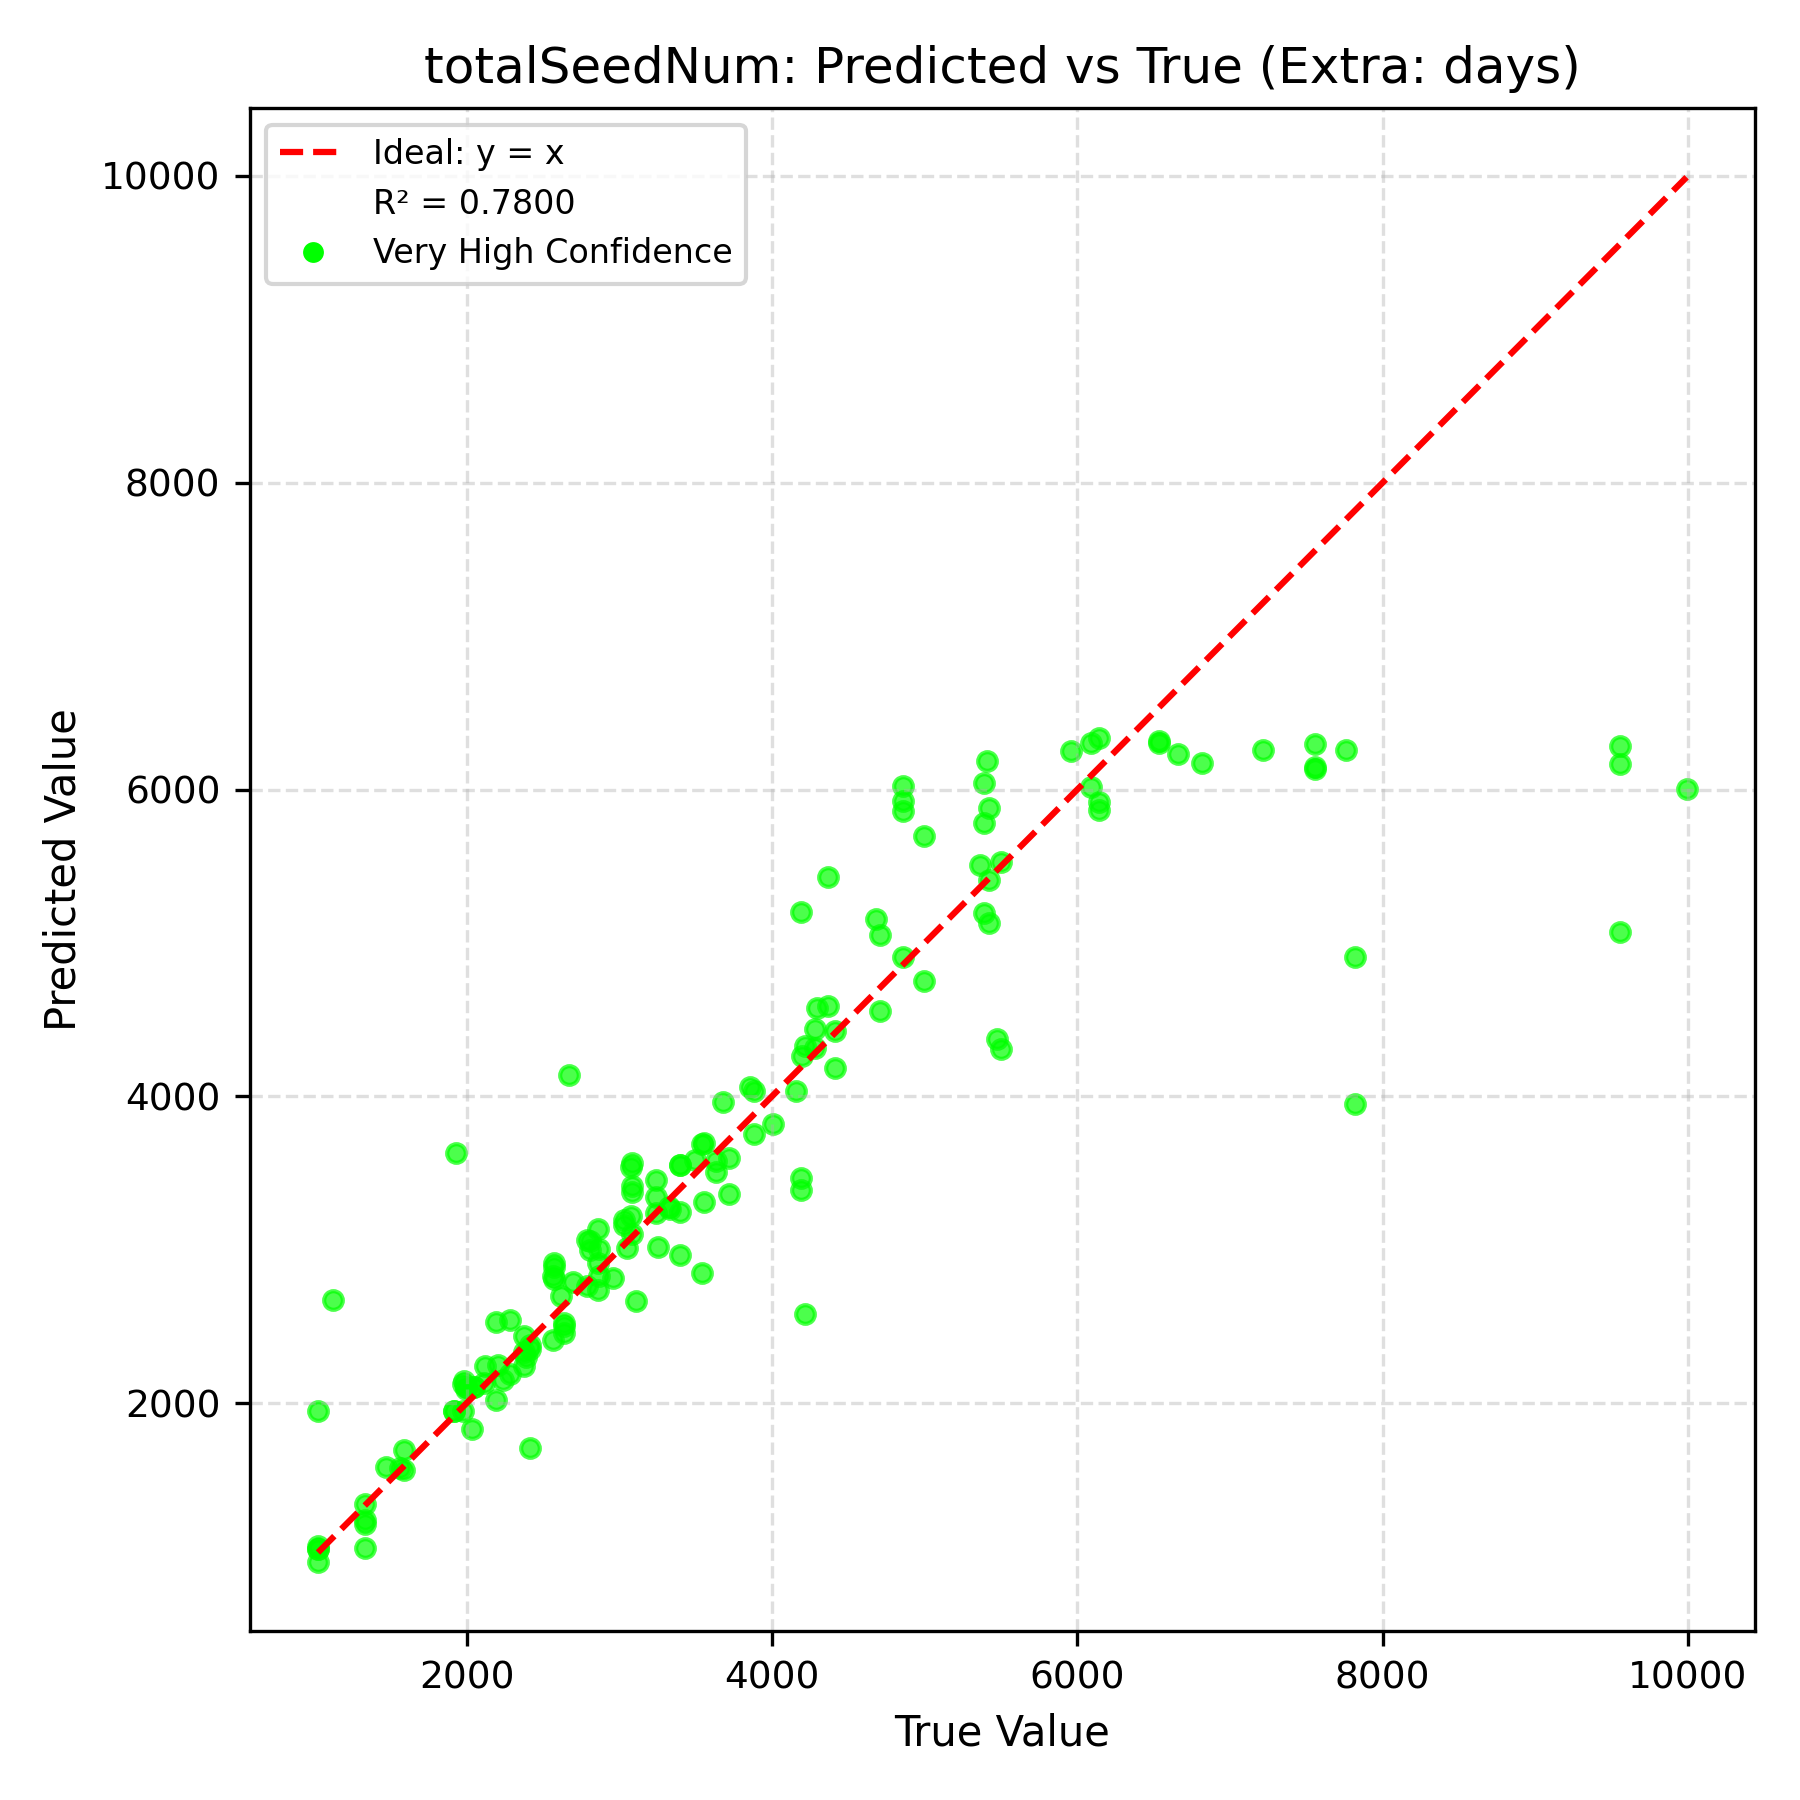 totalSeedNum: Predicted vs True (Extra: days)
Ideal: y = x
R² = 0.7800
Very High Confidence
10000
8000
6000
4000
2000
Predicted Value
2000 4000 6000 8000 10000
True Value